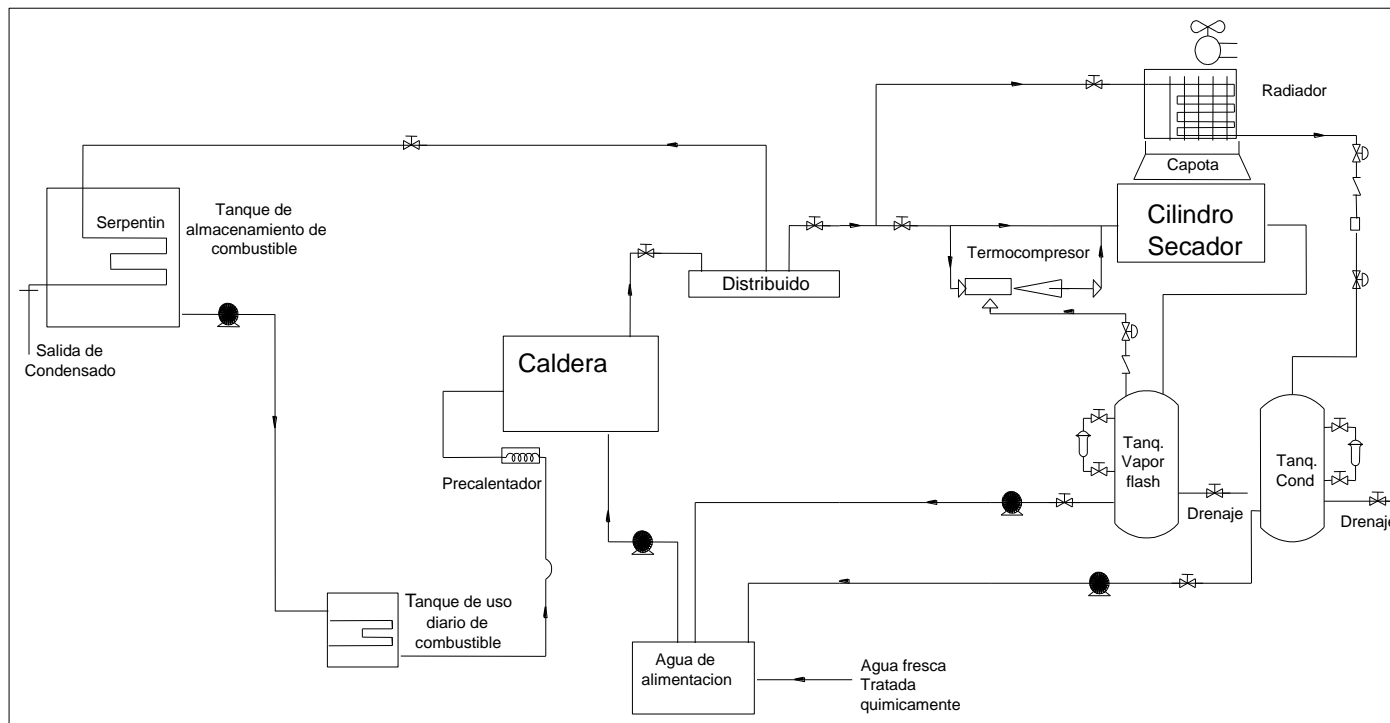 Radiador
Capota
Serpentin
Tanque de
almacenamiento de
combustible
Cilindro
Secador
Termocompresor
Distribuido
Salida de
Condensado
Caldera
Precalentador
Tanq.
Vapor
flash
Tanq.
Cond
Drenaje
Drenaje
Tanque de uso
diario de
combustible
Agua de
alimentacion
Agua fresca
Tratada
quimicamente